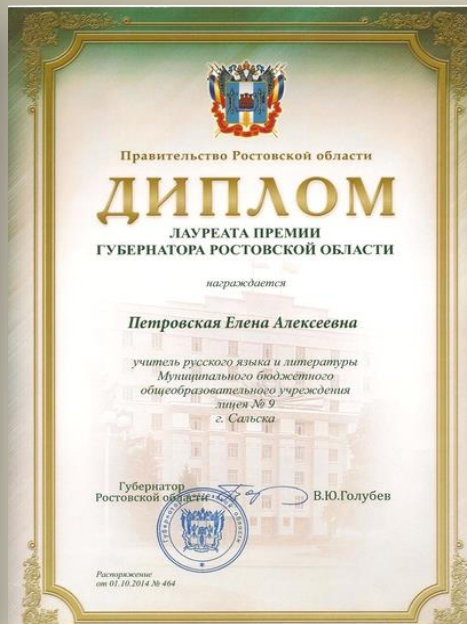 Правительство Ростовской области
ДИПЛОМ
ЛАУРЕАТА ПРЕМИИ
ГУБЕРНАТОРА РОСТОВСКОЙ ОБЛАСТИ
награждается
Петровская Елена Алексеевна
учитель русского языка и литературы
Муниципального бюджетного
общеобразовательного учреждения
лицея № 9
г. Сальска
Губернатор
Ростовской области
В.Ю.Голубев
Распоряжение
от 01.10.2014 № 464